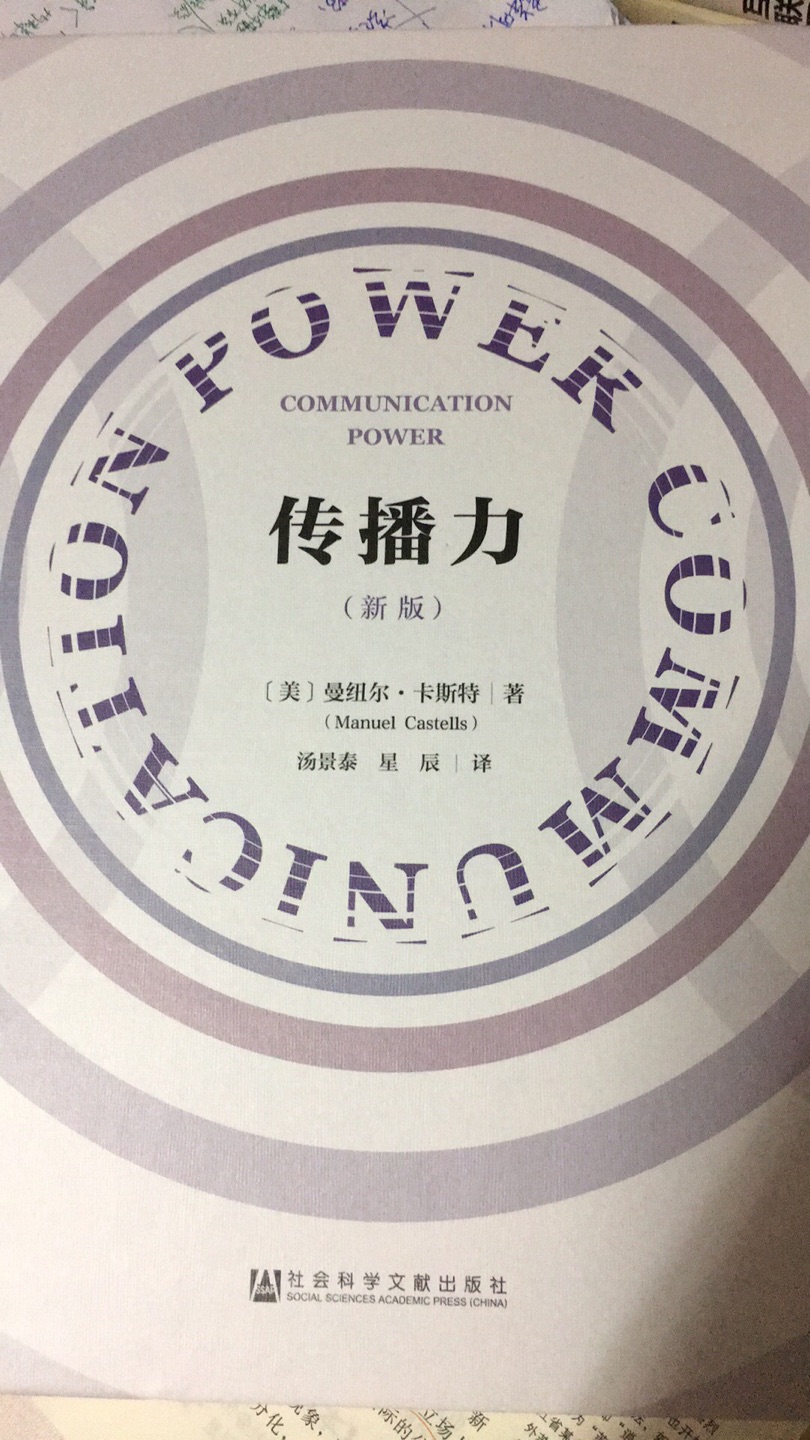 COMMUNICATION POWER
COMMUNICATION
POWER
传播力
（新版）
〔美〕曼纽尔·卡斯特｜著
（Manuel Castells）
汤景泰 星辰｜译
社会科学文献出版社
SOCIAL SCIENCES ACADEMIC PRESS (CHINA)